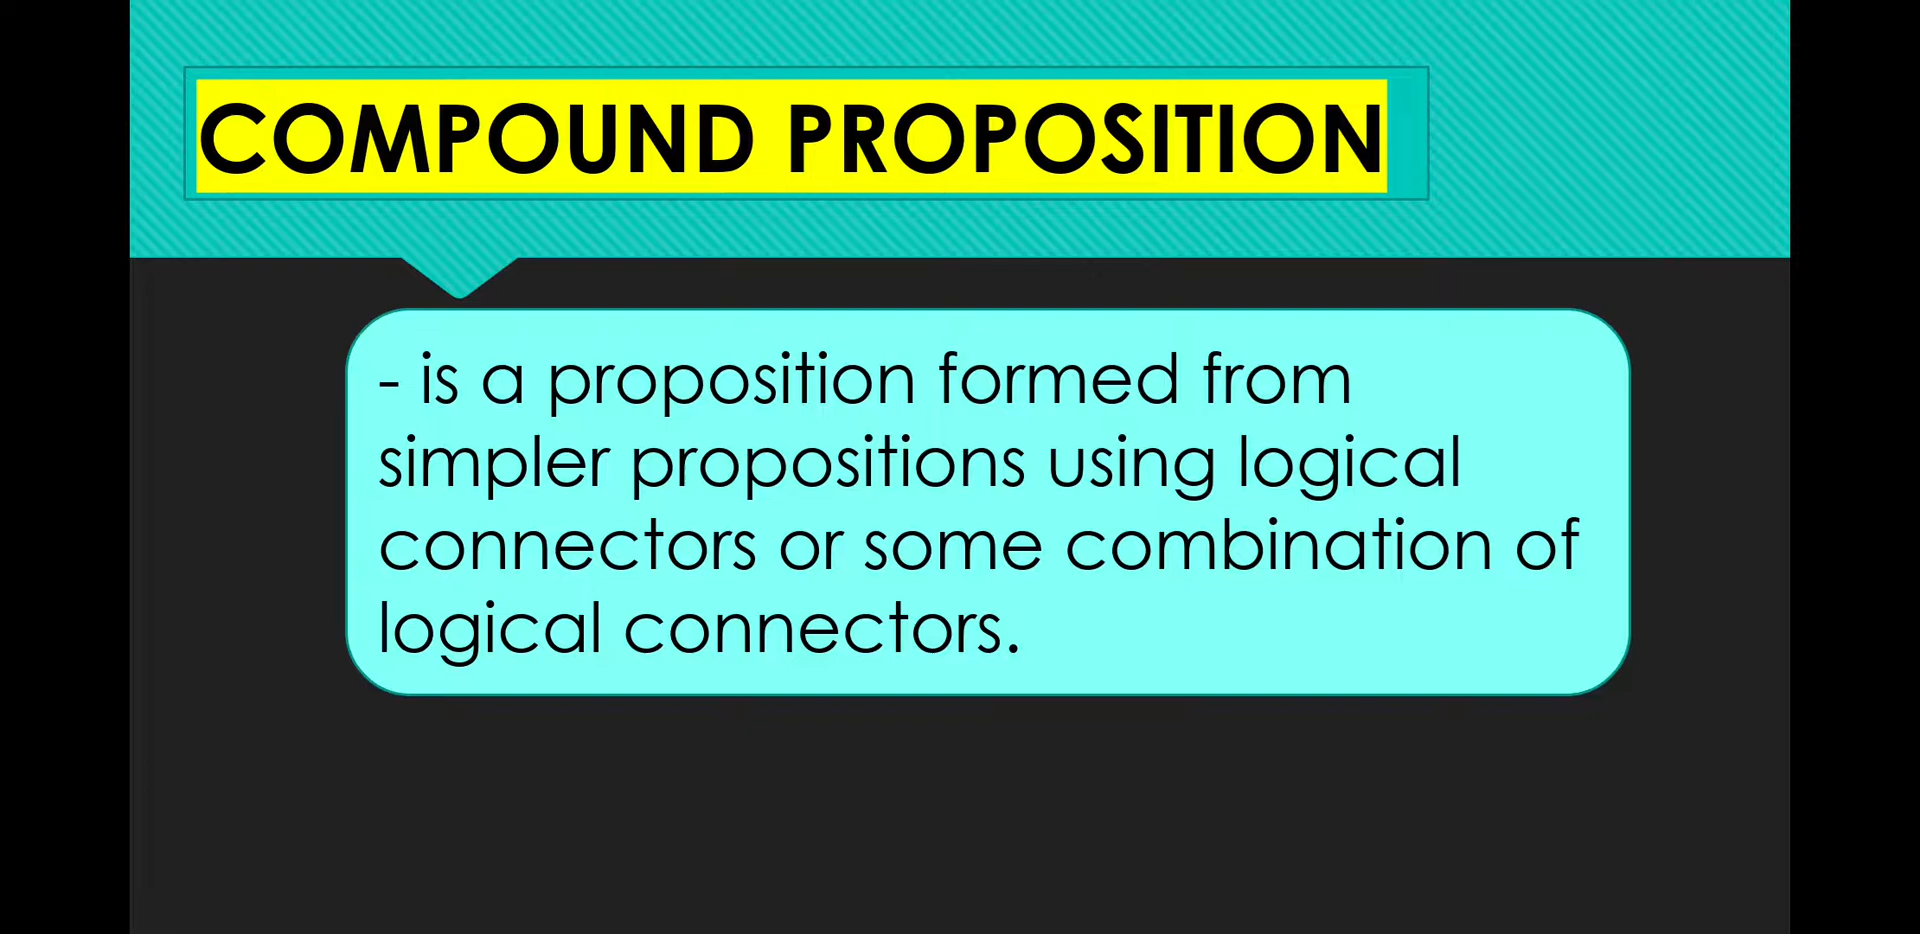 COMPOUND PROPOSITION
- is a proposition formed from
simpler propositions using logical
connectors or some combination of
logical connectors.